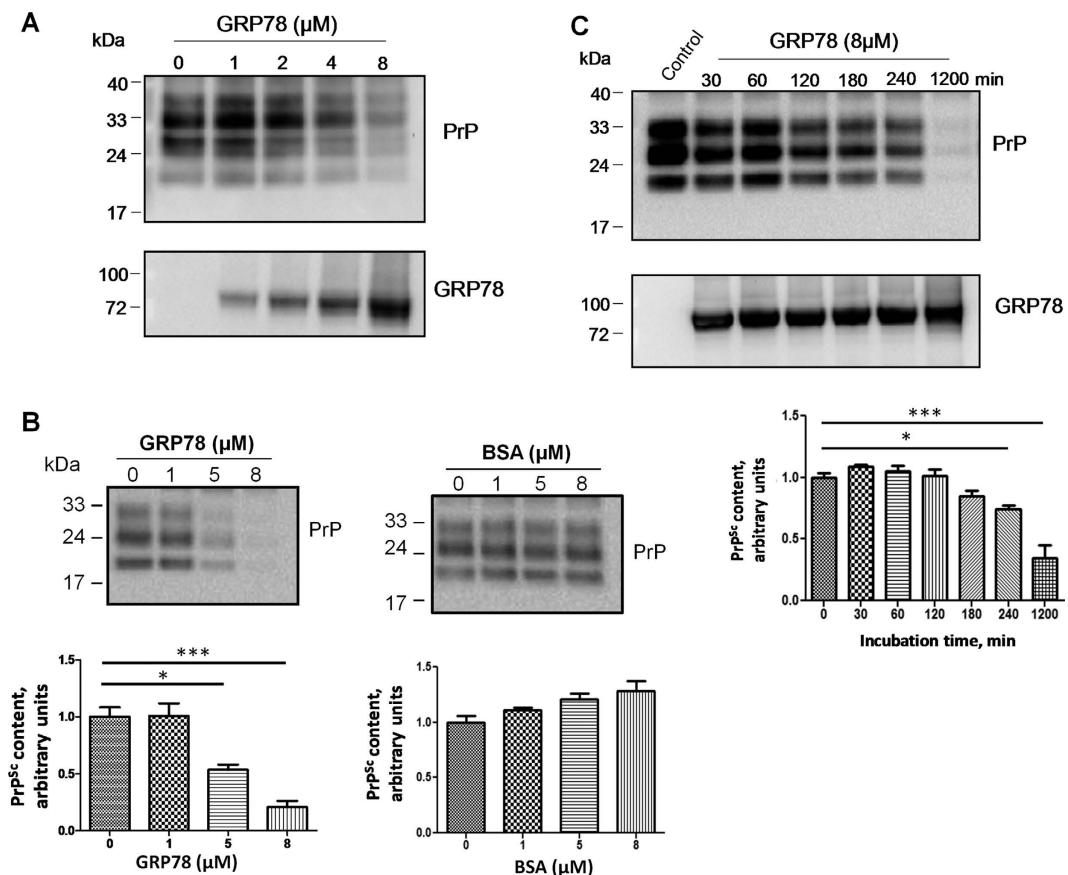 A
GRP78 (µM)
kDa
0 1 2 4 8
40
33
24
17
PrP
100
72
GRP78
B
GRP78 (µM)
kDa
0 1 5 8
33
24
17
PrP
BSA (µM)
0 1 5 8
33
24
17
PrP
***
*
PrPSc content,
arbitrary units
1.5
1.0
0.5
0.0
0 1 5 8
GRP78 (µM)
PrPSc content,
arbitrary units
1.5
1.0
0.5
0.0
0 1 5 8
BSA (µM)
C
GRP78 (8µM)
kDa
Control
30 60 120 180 240 1200 min
40
33
24
17
PrP
100
72
GRP78
***
*
PrPSc content,
arbitrary units
1.5
1.0
0.5
0.0
0 30 60 120 180 240 1200
Incubation time, min